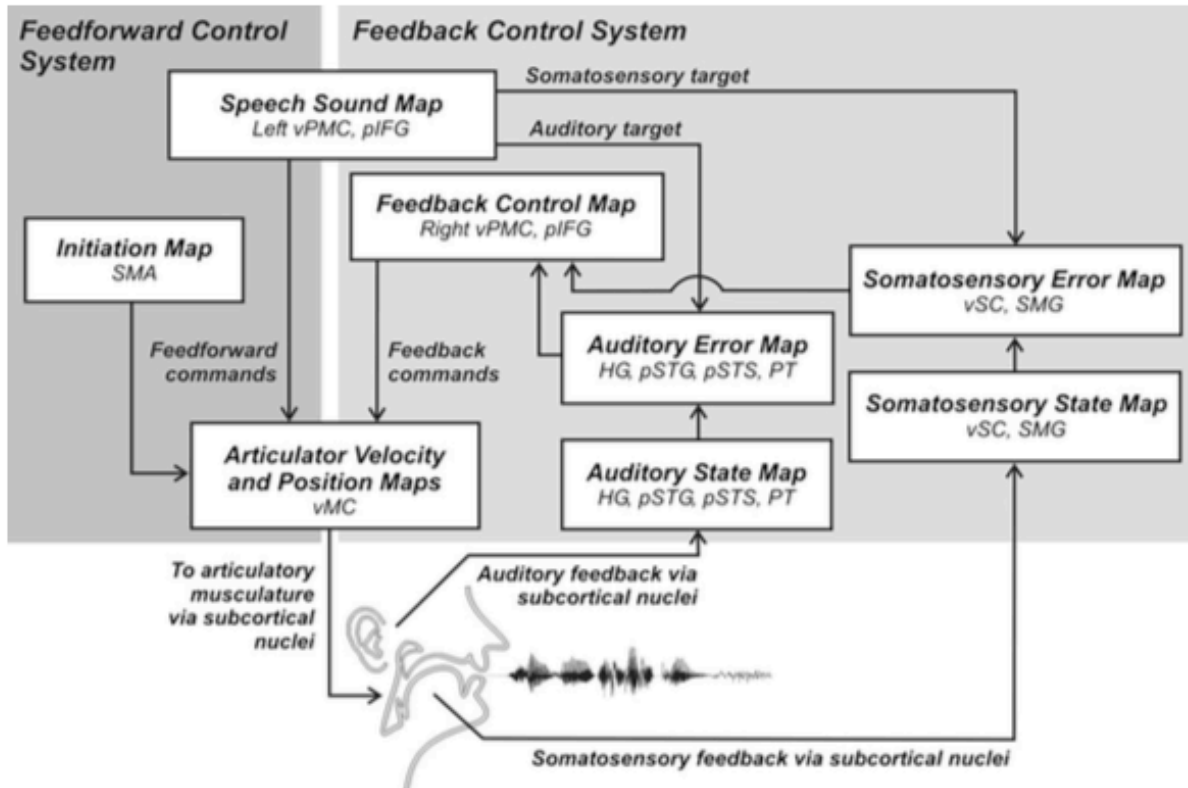 Feedforward Control
System
Feedback Control System
Speech Sound Map
Left vPMC, pIFG
Somatosensory target
Auditory target
Feedback Control Map
Right vPMC, pIFG
Initiation Map
SMA
Somatosensory Error Map
vSC, SMG
Feedforward
commands
Feedback
commands
Auditory Error Map
HG, pSTG, pSTS, PT
Somatosensory State Map
vSC, SMG
Articulator Velocity
and Position Maps
vMC
Auditory State Map
HG, pSTG, pSTS, PT
To articulatory
musculature
via subcortical
nuclei
Auditory feedback via
subcortical nuclei
Somatosensory feedback via subcortical nuclei